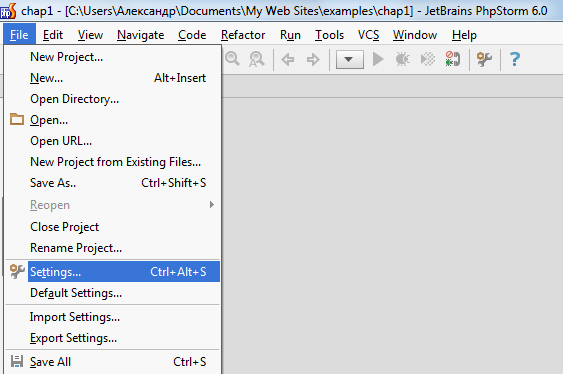 chap1 - [C:\Users\Александр\Documents\My Web Sites\examples\chap1] - JetBrains PhpStorm 6.0
File Edit View Navigate Code Refactor Run Tools VCS Window Help
New Project...
New... Alt+Insert
Open Directory...
Open...
Open URL...
New Project from Existing Files...
Save As.. Ctrl+Shift+S
Reopen
Close Project
Rename Project...
Settings... Ctrl+Alt+S
Default Settings...
Import Settings...
Export Settings...
Save All Ctrl+S